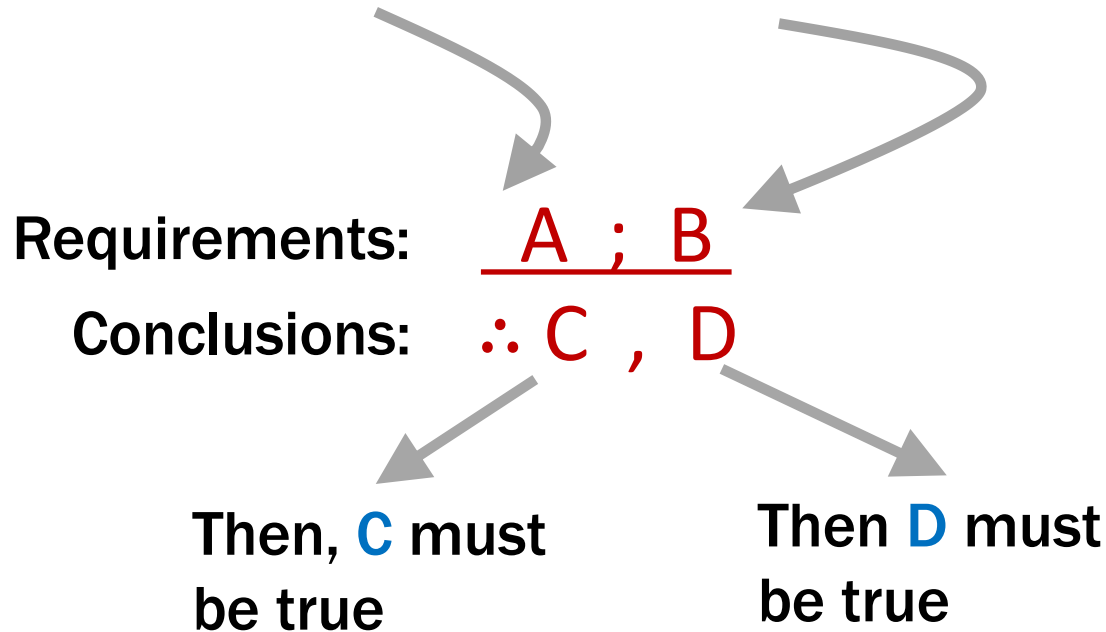 Requirements: A ; B
Conclusions: ∴ C , D
Then, C must
be true
Then D must
be true